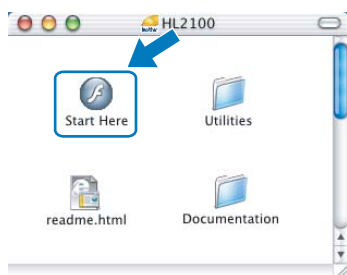 HL2100
Start Here
Utilities
readme.html
Documentation